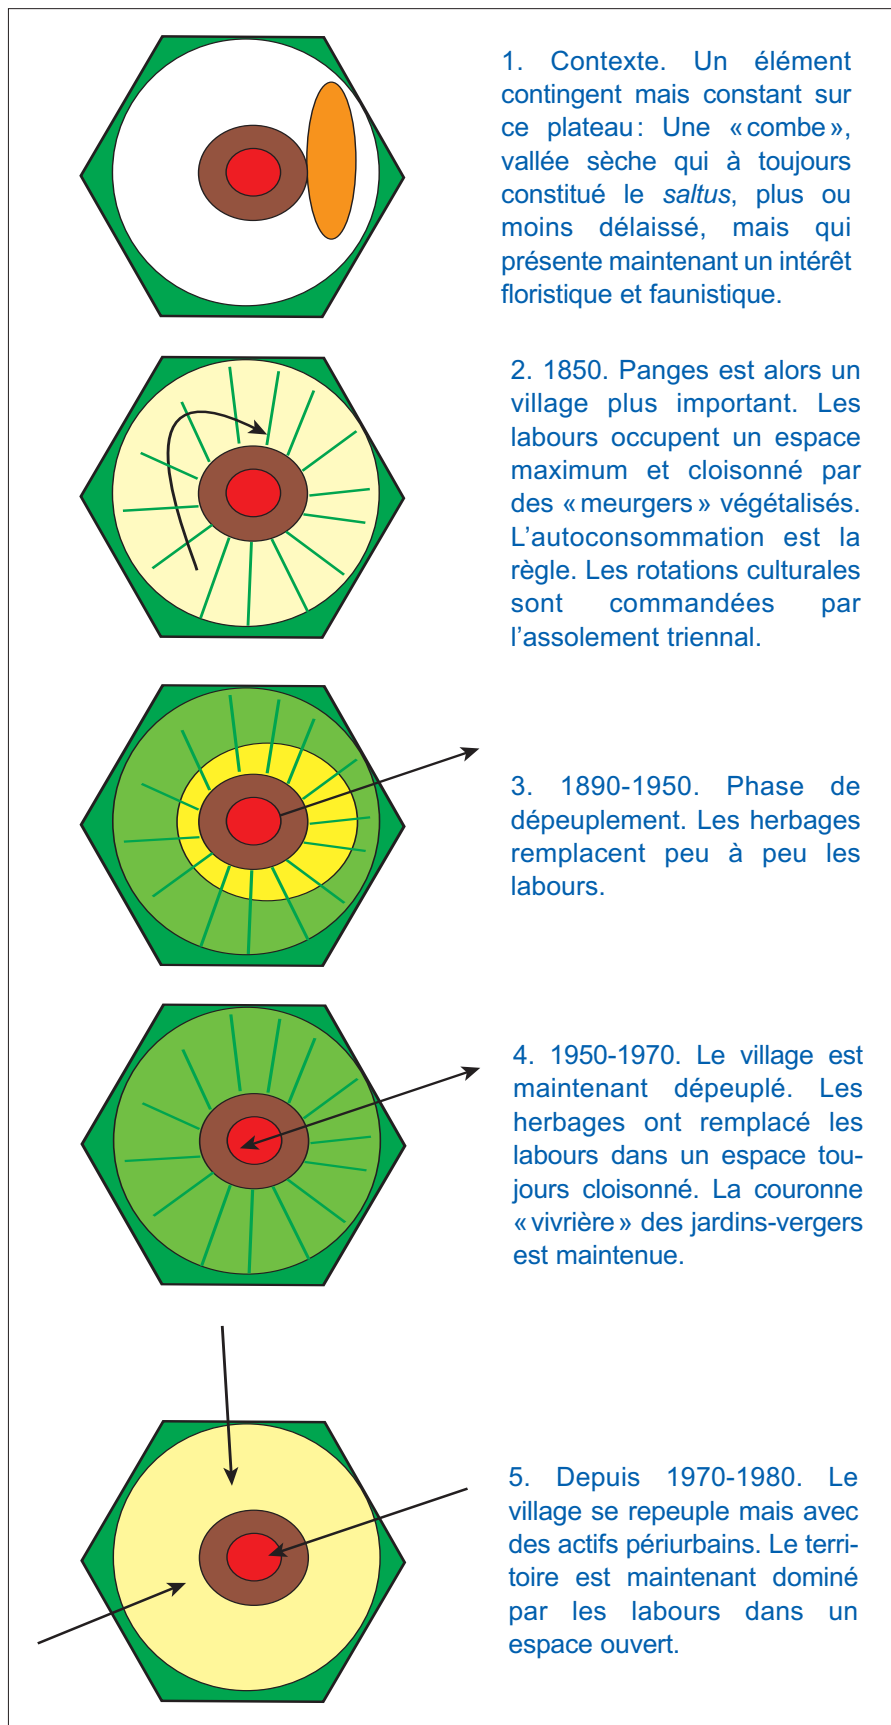 1. Contexte. Un élément
contingent mais constant sur
ce plateau: Une «combe»,
vallée sèche qui à toujours
constitué le saltus, plus ou
moins délaissé, mais qui
présente maintenant un intérêt
floristique et faunistique.
2. 1850. Panges est alors un
village plus important. Les
labours occupent un espace
maximum et cloisonné par
des «meurgers» végétalisés.
L'autoconsommation est la
règle. Les rotations culturales
sont commandées par
l'assolement triennal.
3. 1890-1950. Phase de
dépeuplement. Les herbages
remplacent peu à peu les
labours.
4. 1950-1970. Le village est
maintenant dépeuplé. Les
herbages ont remplacé les
labours dans un espace tou-
jours cloisonné. La couronne
«vivrière» des jardins-vergers
est maintenue.
5. Depuis 1970-1980. Le
village se repeuple mais avec
des actifs périurbains. Le terri-
toire est maintenant dominé
par les labours dans un
espace ouvert.